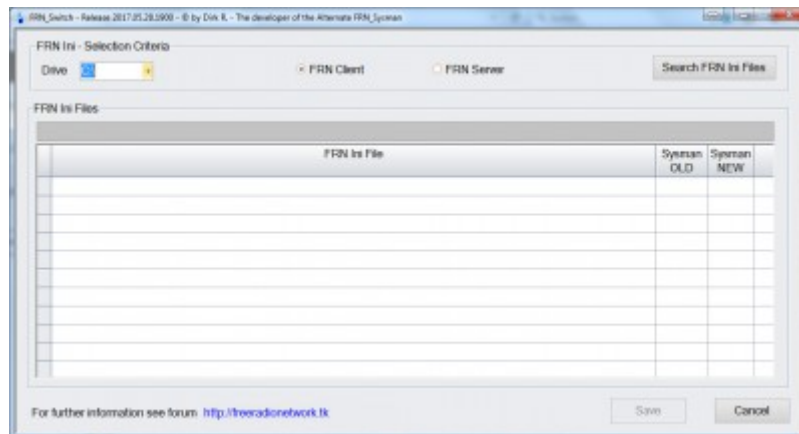 FRN_Switch - Release 2017.05.28.1900 - © by Dirk R. - The developer of the Alternate FRN_Sysman
FRN Ini - Selection Criteria
Drive
FRN Client
FRN Server
Search FRN Ini Files
FRN Ini Files
FRN Ini File
Sysman OLD
Sysman NEW
For further information see forum http://freeradionetwork.tk
Save
Cancel